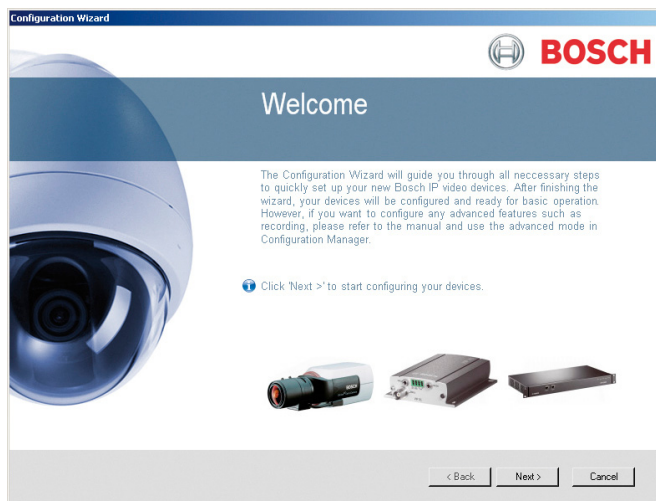 Configuration Wizard
BOSCH
Welcome
The Configuration Wizard will guide you through all neccessary steps
to quickly set up your new Bosch IP video devices. After finishing the
wizard, your devices will be configured and ready for basic operation.
However, if you want to configure any advanced features such as
recording, please refer to the manual and use the advanced mode in
Configuration Manager.
Click 'Next >' to start configuring your devices.
BOSCH
< Back
Next >
Cancel